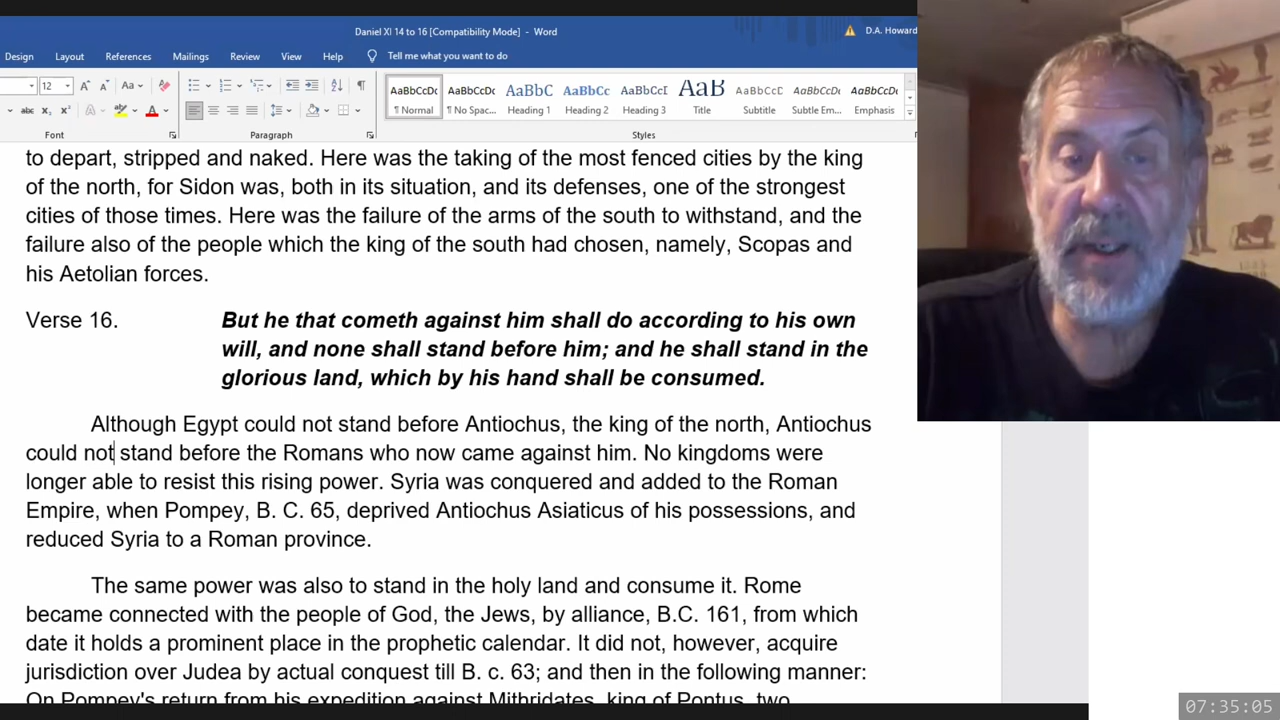 Daniel XI 14 to 16 [Compatibility Mode] - Word
D.A. Howard
Design Layout References Mailings Review View Help Tell me what you want to do
12 Aa
AaBbCcDc AaBbCcDc AaBbC AaBbCc AaBbCcI AaB AaBbCcD AaBbCcDc AaBbCcDc
¶ Normal ¶ No Spac... Heading 1 Heading 2 Heading 3 Title Subtitle Subtle Em... Emphasis
Font Paragraph Styles
to depart, stripped and naked. Here was the taking of the most fenced cities by the king
of the north, for Sidon was, both in its situation, and its defenses, one of the strongest
cities of those times. Here was the failure of the arms of the south to withstand, and the
failure also of the people which the king of the south had chosen, namely, Scopas and
his Aetolian forces.
Verse 16. But he that cometh against him shall do according to his own
will, and none shall stand before him; and he shall stand in the
glorious land, which by his hand shall be consumed.
Although Egypt could not stand before Antiochus, the king of the north, Antiochus
could not stand before the Romans who now came against him. No kingdoms were
longer able to resist this rising power. Syria was conquered and added to the Roman
Empire, when Pompey, B. C. 65, deprived Antiochus Asiaticus of his possessions, and
reduced Syria to a Roman province.
The same power was also to stand in the holy land and consume it. Rome
became connected with the people of God, the Jews, by alliance, B.C. 161, from which
date it holds a prominent place in the prophetic calendar. It did not, however, acquire
jurisdiction over Judea by actual conquest till B. c. 63; and then in the following manner:
On Pompey's return from his expedition against Mithridates, king of Pontus, two
07:35:05